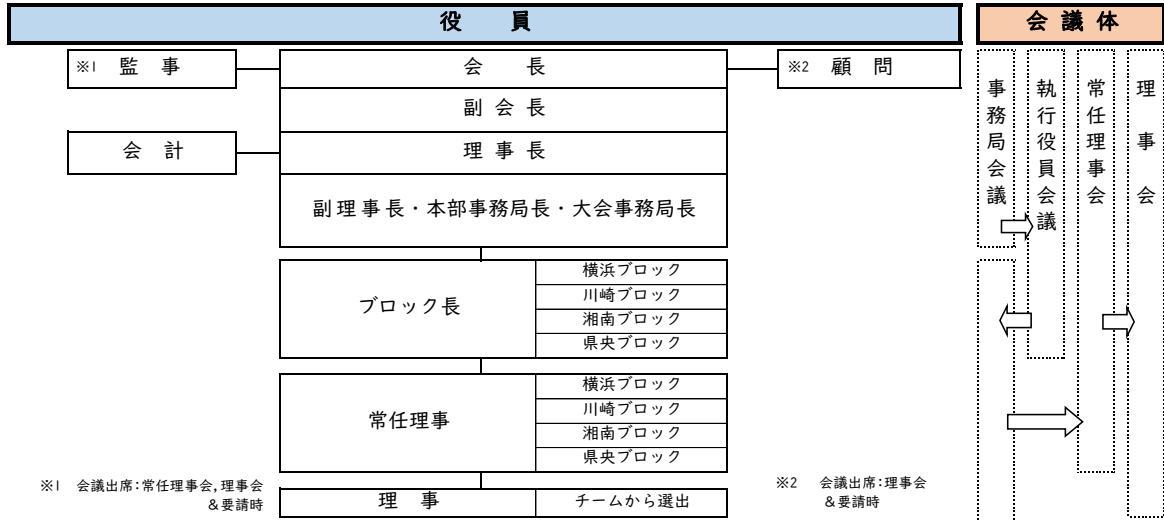 役 員
会 議 体
※1 監 事
会 長
※2 顧 問
副 会 長
会 計
理 事 長
副理事長・本部事務局長・大会事務局長
ブロック長
横浜ブロック
川崎ブロック
湘南ブロック
県央ブロック
常任理事
横浜ブロック
川崎ブロック
湘南ブロック
県央ブロック
理 事
チームから選出
※1 会議出席:常任理事会,理事会
&要請時
※2 会議出席:理事会
&要請時
事務局会議
執行役員会議
常任理事会
理事会